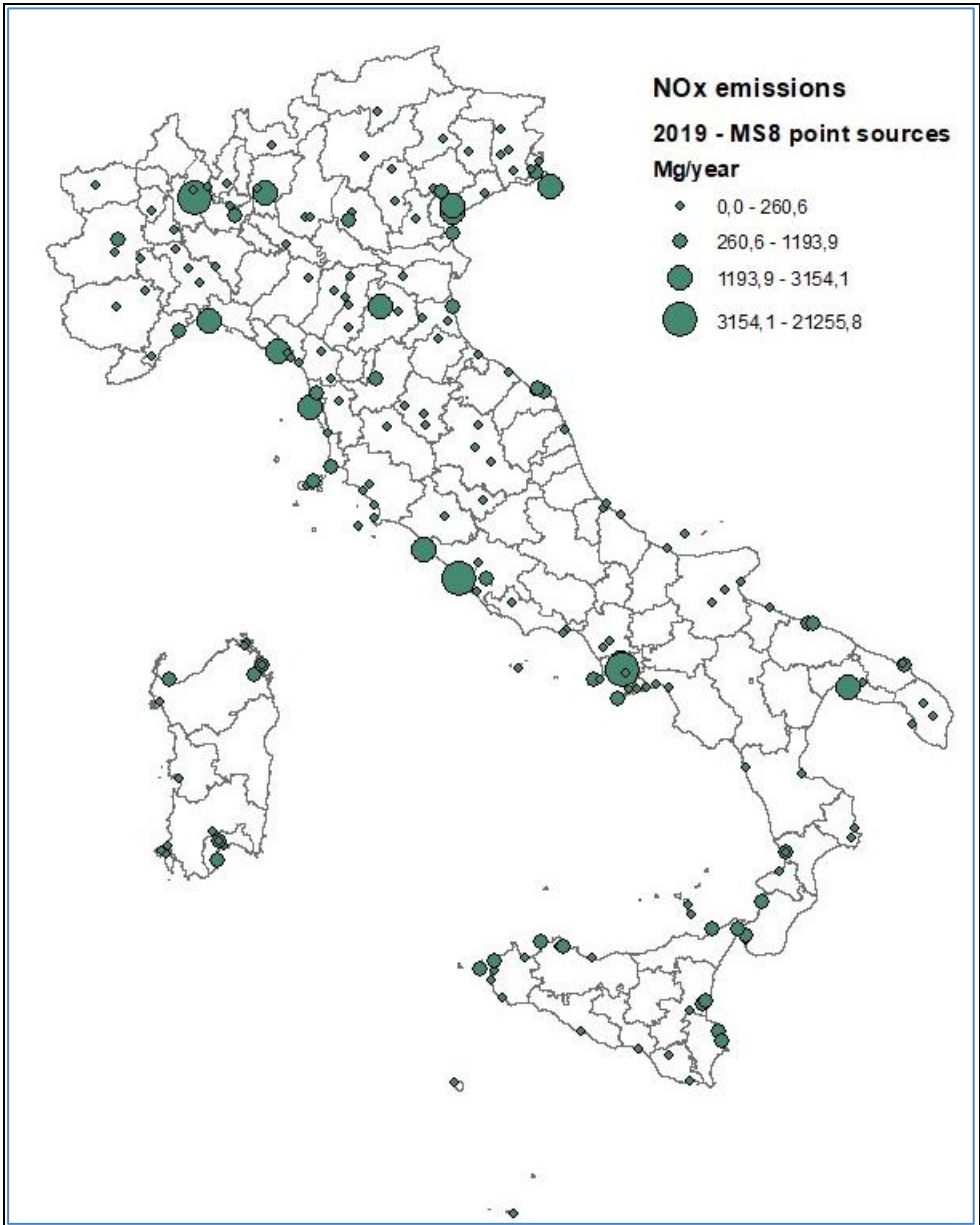 NOx emissions
2019 - MS8 point sources
Mg/year
0,0 - 260,6
260,6 - 1193,9
1193,9 - 3154,1
3154,1 - 21255,8